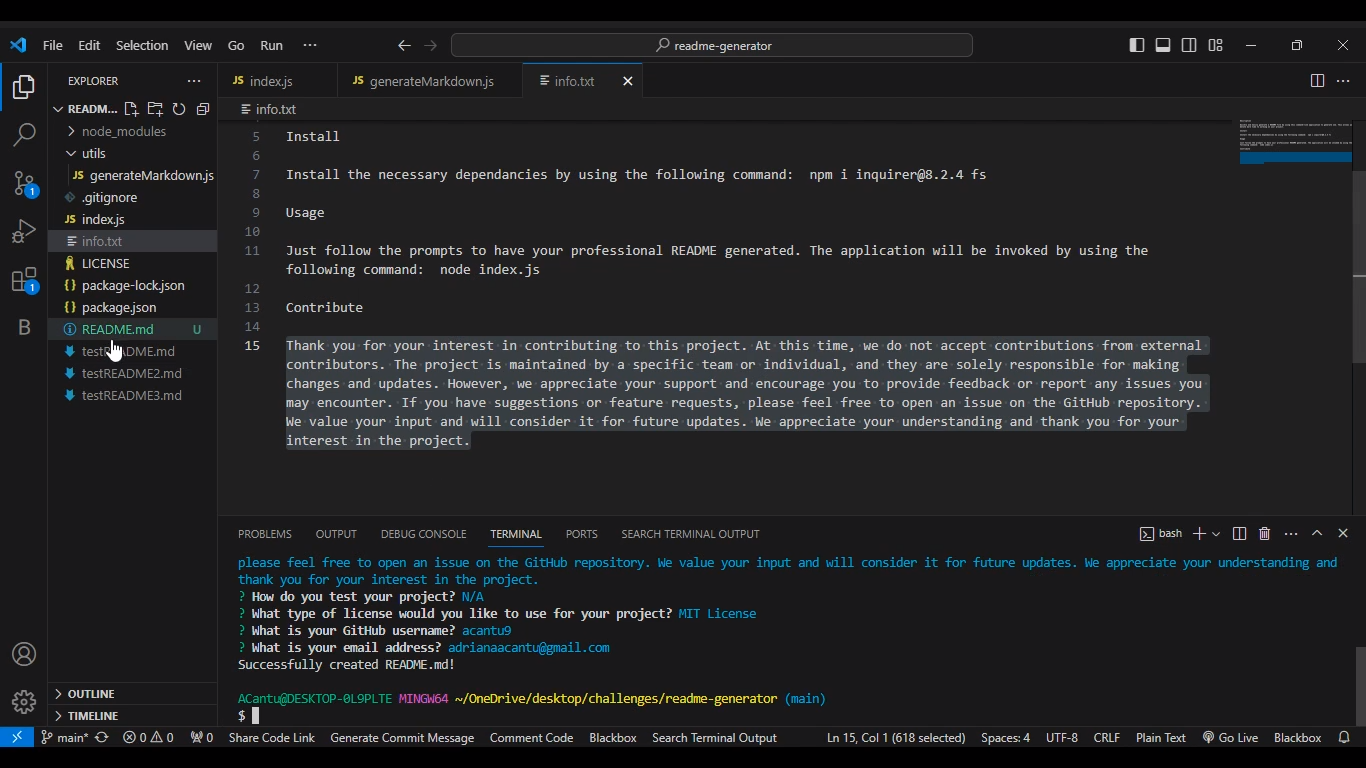 File Edit Selection View Go Run ···
readme-generator
EXPLORER ···
JS index.js
JS generateMarkdown.js
info.txt
READM...
info.txt
node_modules
utils
JS generateMarkdown.js
.gitignore
JS index.js
info.txt
LICENSE
{} package-lock.json
{} package.json
README.md U
testREADME2.md
testREADME3.md
OUTLINE
TIMELINE
1
1
B
5 Install
6
7 Install the necessary dependancies by using the following command:  npm i inquirer@8.2.4 fs
8
9 Usage
10
11 Just follow the prompts to have your professional README generated. The application will be invoked by using the
following command:  node index.js
12
13 Contribute
14
15 Thank you for your interest in contributing to this project. At this time, we do not accept contributions from external
contributors. The project is maintained by a specific team or individual, and they are solely responsible for making
changes and updates. However, we appreciate your support and encourage you to provide feedback or report any issues you
may encounter. If you have suggestions or feature requests, please feel free to open an issue on the GitHub repository.
We value your input and will consider it for future updates. We appreciate your understanding and thank you for your
interest in the project.
PROBLEMS OUTPUT DEBUG CONSOLE TERMINAL PORTS SEARCH TERMINAL OUTPUT
bash
please feel free to open an issue on the GitHub repository. We value your input and will consider it for future updates. We appreciate your understanding and
thank you for your interest in the project.
? How do you test your project? N/A
? What type of license would you like to use for your project? MIT License
? What is your GitHub username? acantu9
? What is your email address? adrianaacantu@gmail.com
Successfully created README.md!
ACantu@DESKTOP-0L9PLTE MINGW64 ~/OneDrive/desktop/challenges/readme-generator (main)
$
main* 0 0 0 Share Code Link Generate Commit Message Comment Code Blackbox Search Terminal Output Ln 15, Col 1 (618 selected) Spaces: 4 UTF-8 CRLF Plain Text Go Live Blackbox